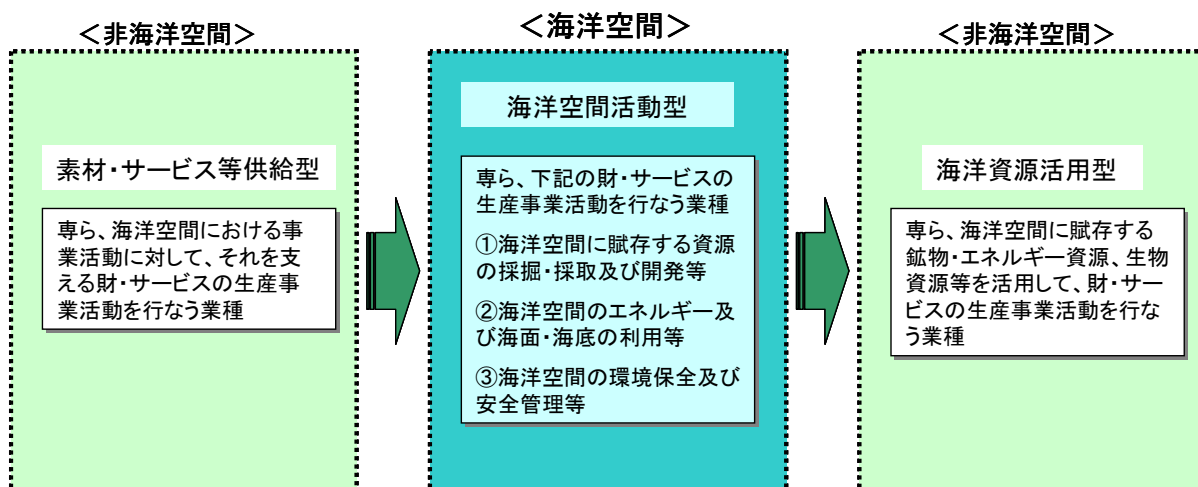 ＜非海洋空間＞
素材・サービス等供給型
専ら、海洋空間における事
業活動に対して、それを支
える財・サービスの生産事
業活動を行なう業種
＜海洋空間＞
海洋空間活動型
専ら、下記の財・サービスの
生産事業活動を行なう業種
①海洋空間に賦存する資源
の採掘・採取及び開発等
②海洋空間のエネルギー及
び海面・海底の利用等
③海洋空間の環境保全及び
安全管理等
＜非海洋空間＞
海洋資源活用型
専ら、海洋空間に賦存する
鉱物・エネルギー資源、生物
資源等を活用して、財・サー
ビスの生産事業活動を行な
う業種